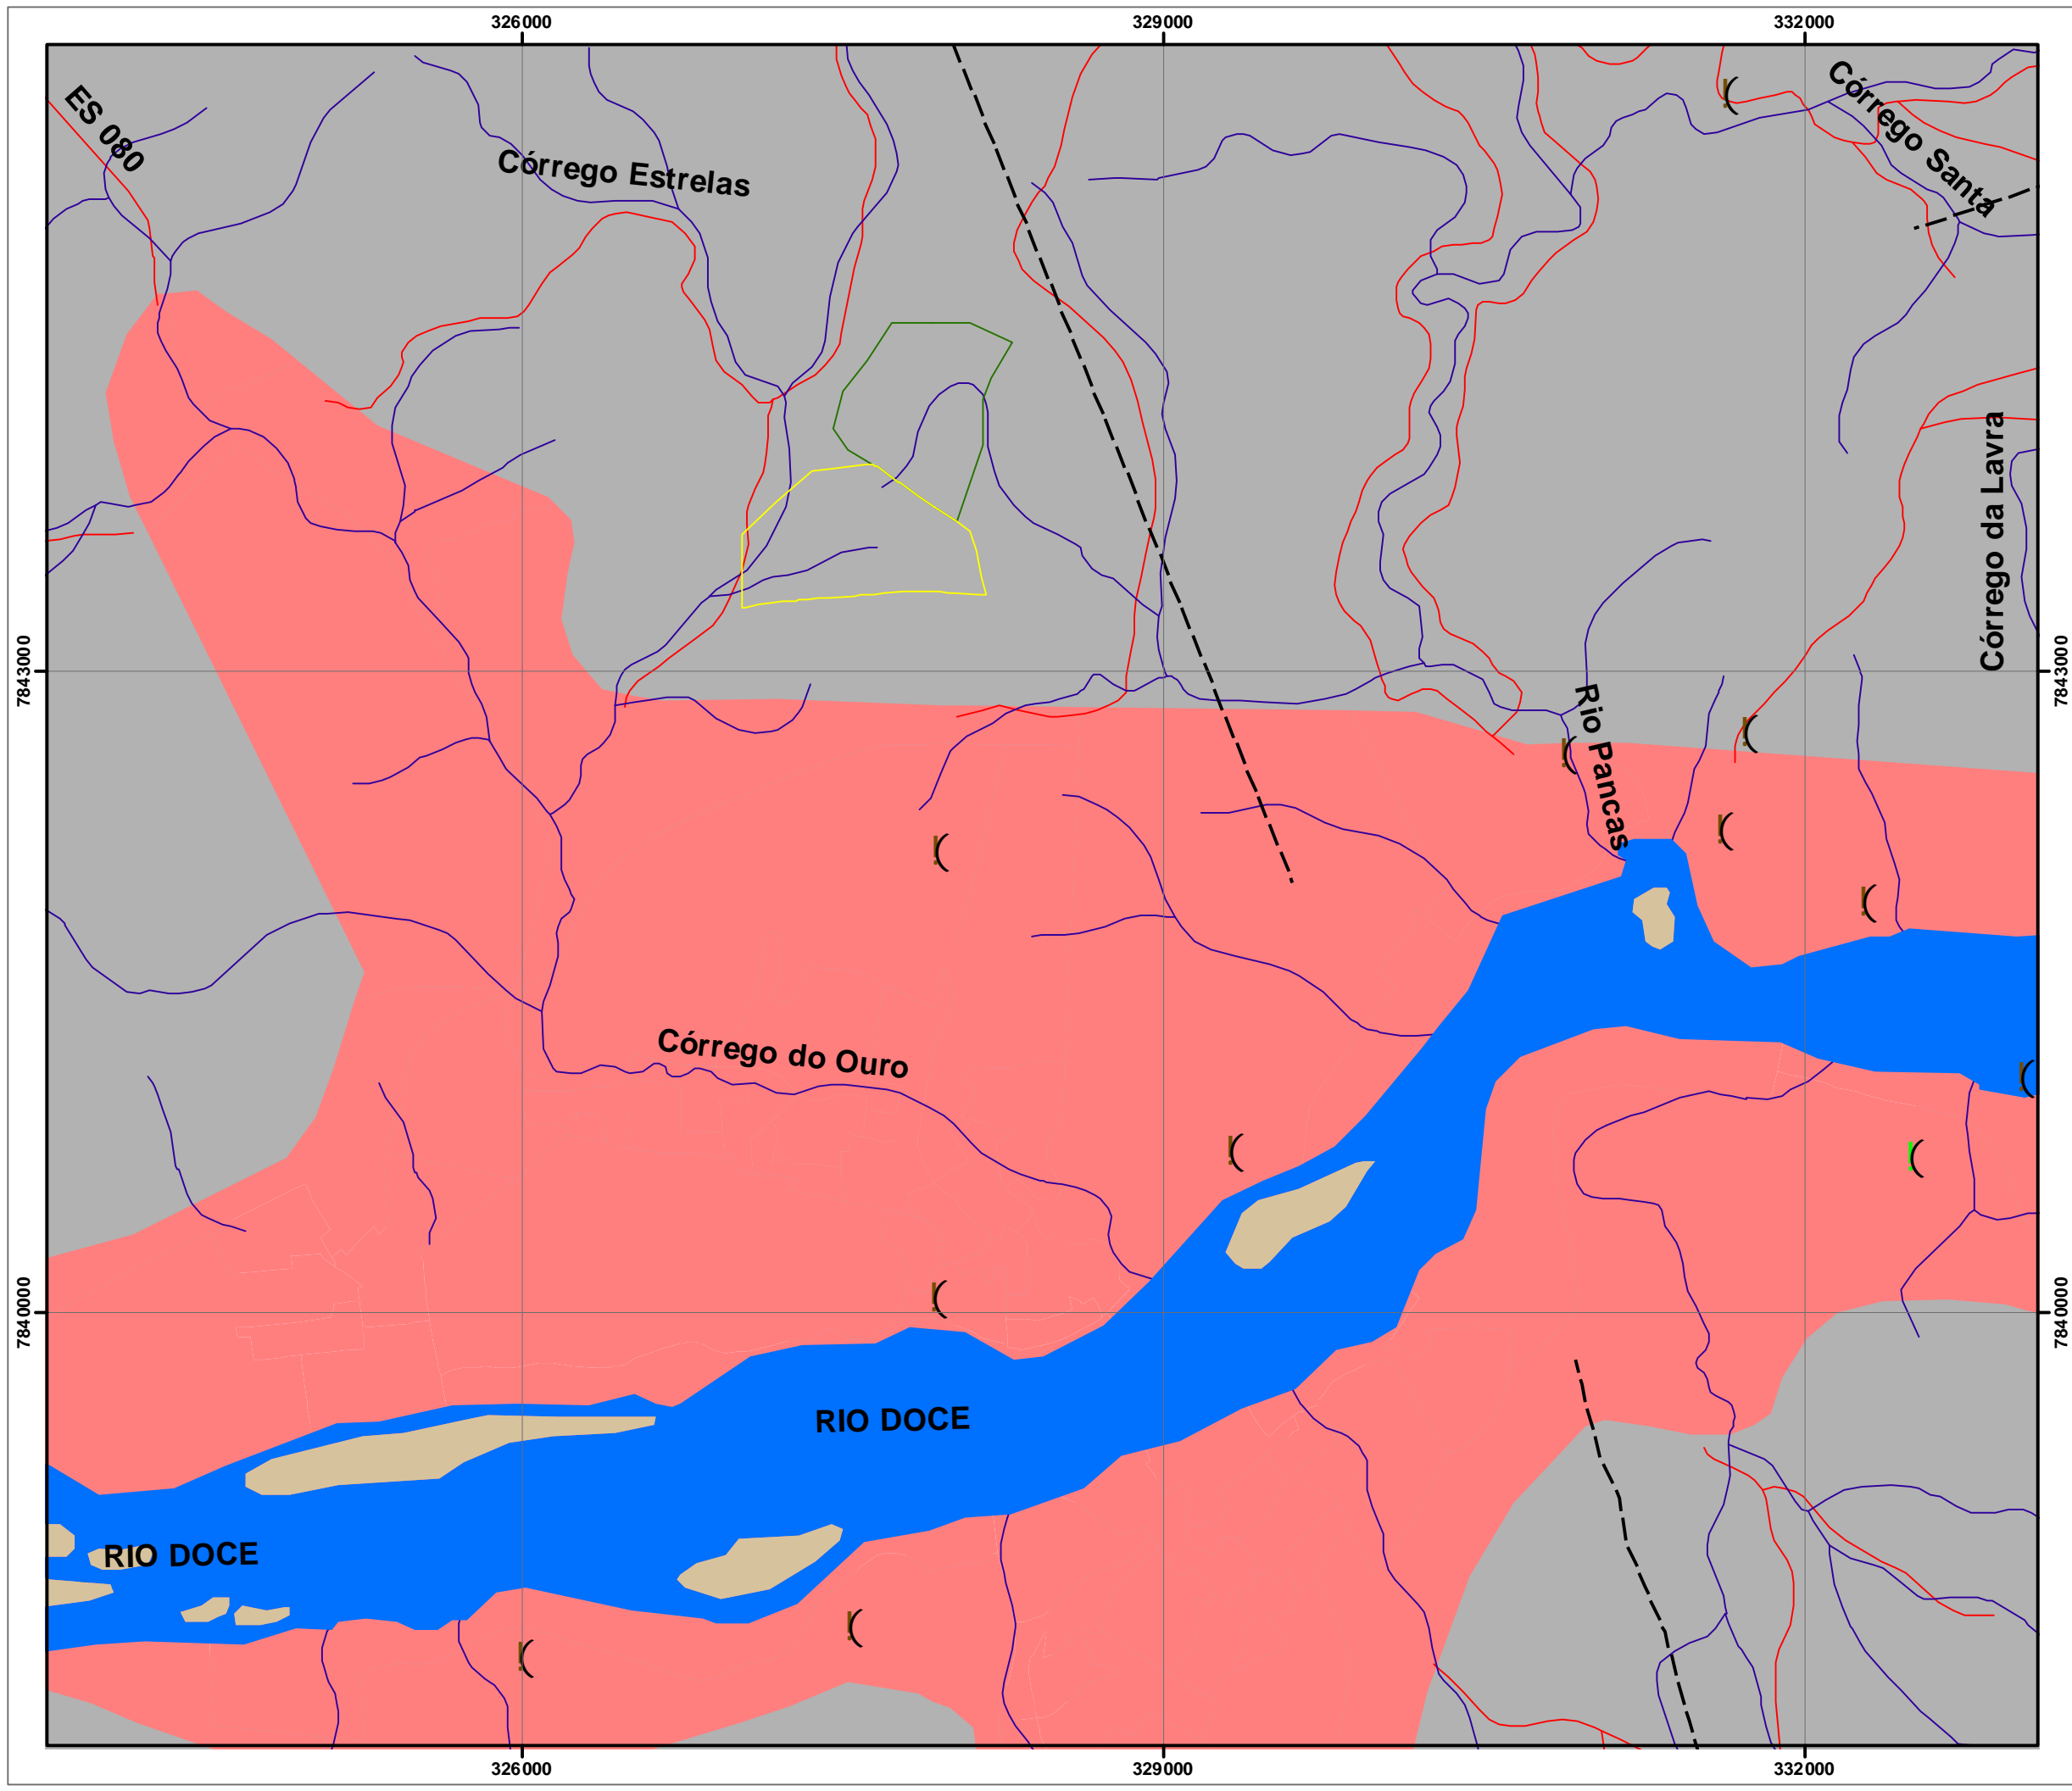 326000 329000 332000
ES 080
Córrego Estrelas
Córrego Santa
Córrego da Lavra
7843000 7843000
Rio Pancas
Córrego do Ouro
7840000 7840000
RIO DOCE
RIO DOCE
326000 329000 332000